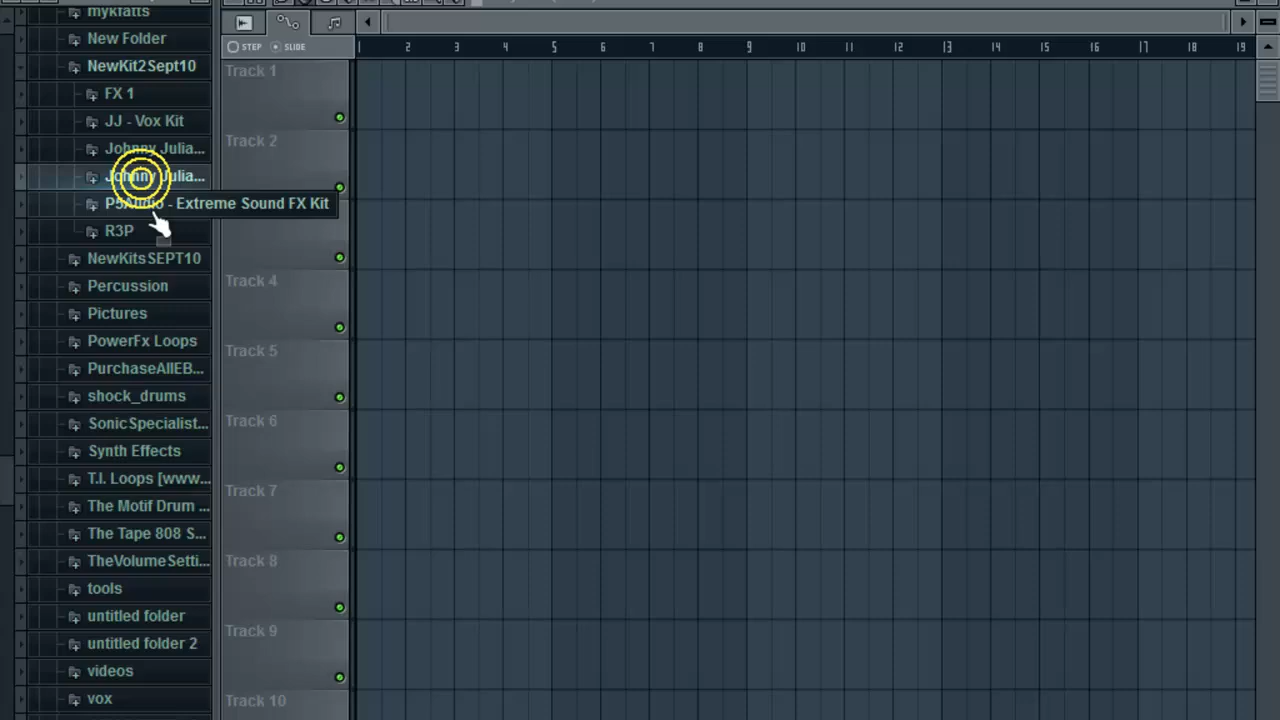 mykfatts
New Folder
NewKit2Sept10
FX 1
JJ - Vox Kit
Johnny Julia...
Johnny Julia...
P5Audio - Extreme Sound FX Kit
R3P
NewKitsSEPT10
Percussion
Pictures
PowerFx Loops
PurchaseAllEB...
shock_drums
SonicSpecialist...
Synth Effects
T.I. Loops [www...
The Motif Drum ...
The Tape 808 S...
TheVolumeSetti...
tools
untitled folder
untitled folder 2
videos
vox
STEP SLIDE
1 2 3 4 5 6 7 8 9 10 11 12 13 14 15 16 17 18 19
Track 1
Track 2
Track 4
Track 5
Track 6
Track 7
Track 8
Track 9
Track 10